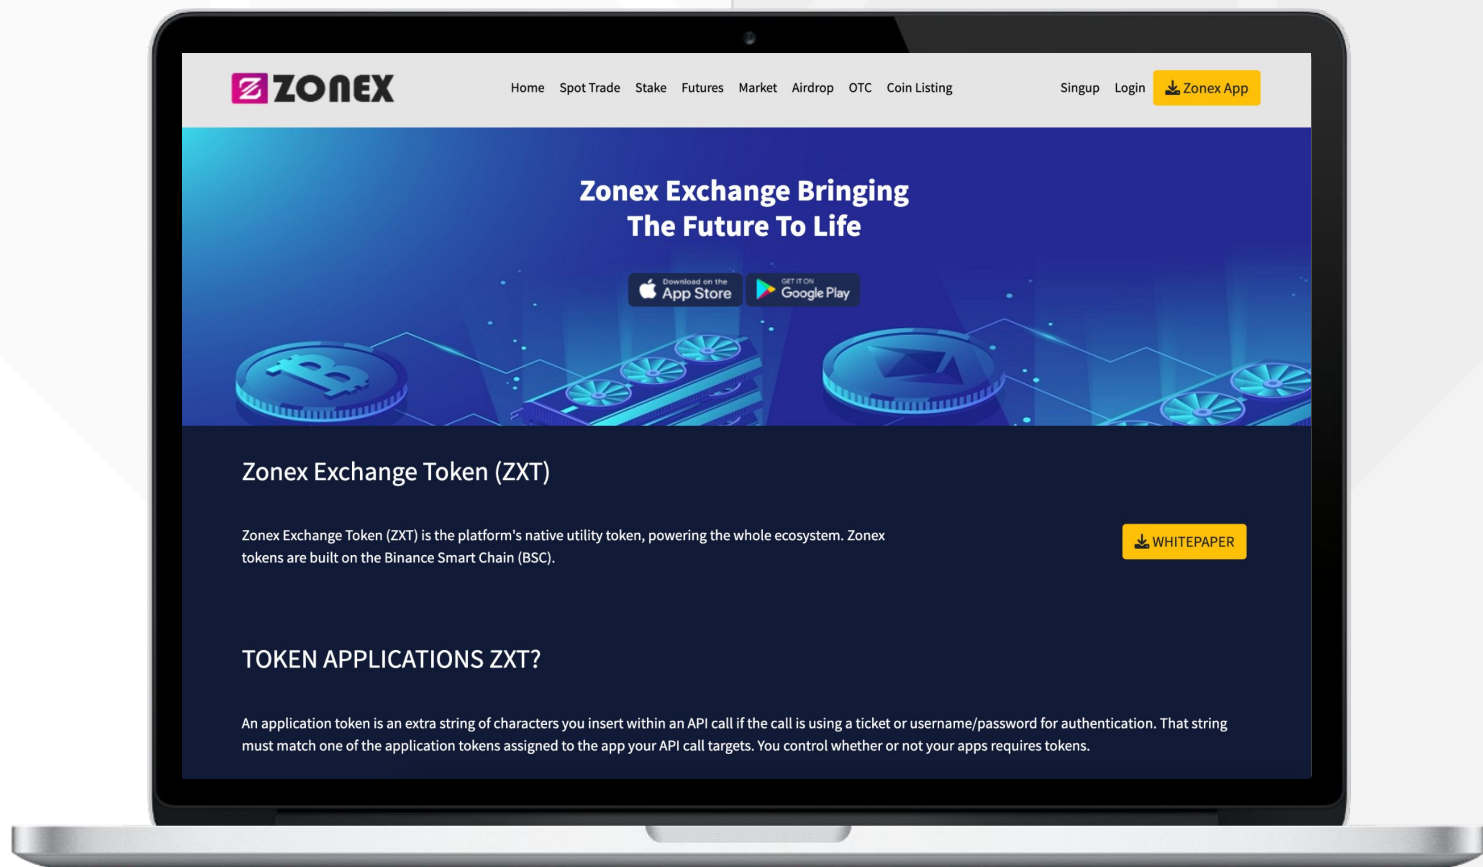 ZONEX
Home Spot Trade Stake Futures Market Airdrop OTC Coin Listing
Singup Login Zonex App
Zonex Exchange Bringing
The Future To Life
Download on the
App Store
GET IT ON
Google Play
Zonex Exchange Token (ZXT)
Zonex Exchange Token (ZXT) is the platform's native utility token, powering the whole ecosystem. Zonex
tokens are built on the Binance Smart Chain (BSC).
WHITEPAPER
TOKEN APPLICATIONS ZXT?
An application token is an extra string of characters you insert within an API call if the call is using a ticket or username/password for authentication. That string
must match one of the application tokens assigned to the app your API call targets. You control whether or not your apps requires tokens.